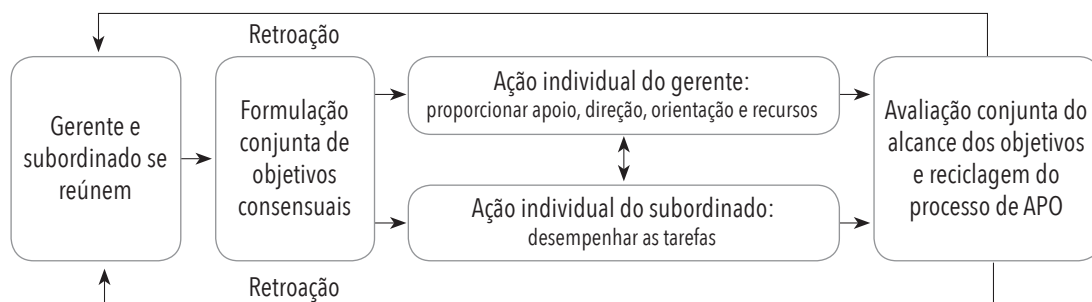 Retroação
Gerente e
subordinado se
reúnem
Formulação
conjunta de
objetivos
consensuais
Ação individual do gerente:
proporcionar apoio, direção, orientação e recursos
Ação individual do subordinado:
desempenhar as tarefas
Avaliação conjunta do
alcance dos objetivos
e reciclagem do
processo de APO
Retroação